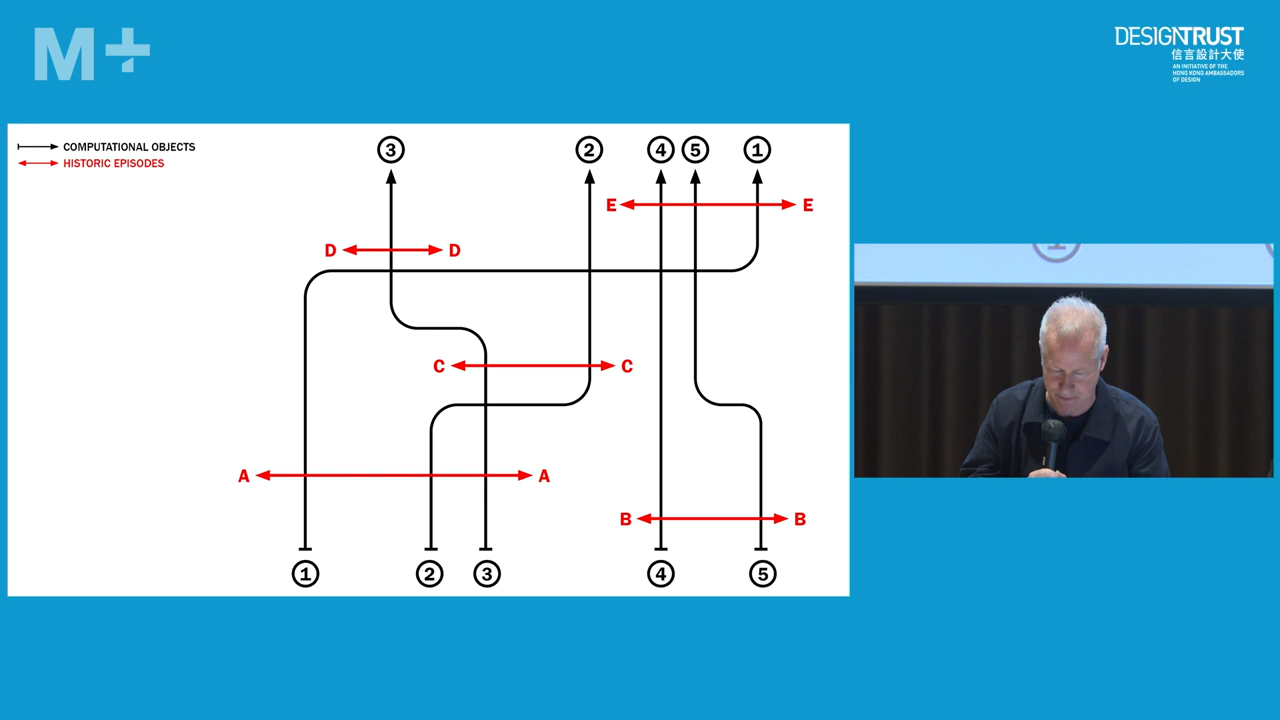 M+
DESIGNTRUST
信言設計大使
AN INITIATIVE OF THE
HONG KONG AMBASSADORS
OF DESIGN
COMPUTATIONAL OBJECTS
HISTORIC EPISODES
3 2 4 5 1
E E
D D
C C
A A
B B
1 2 3 4 5
1